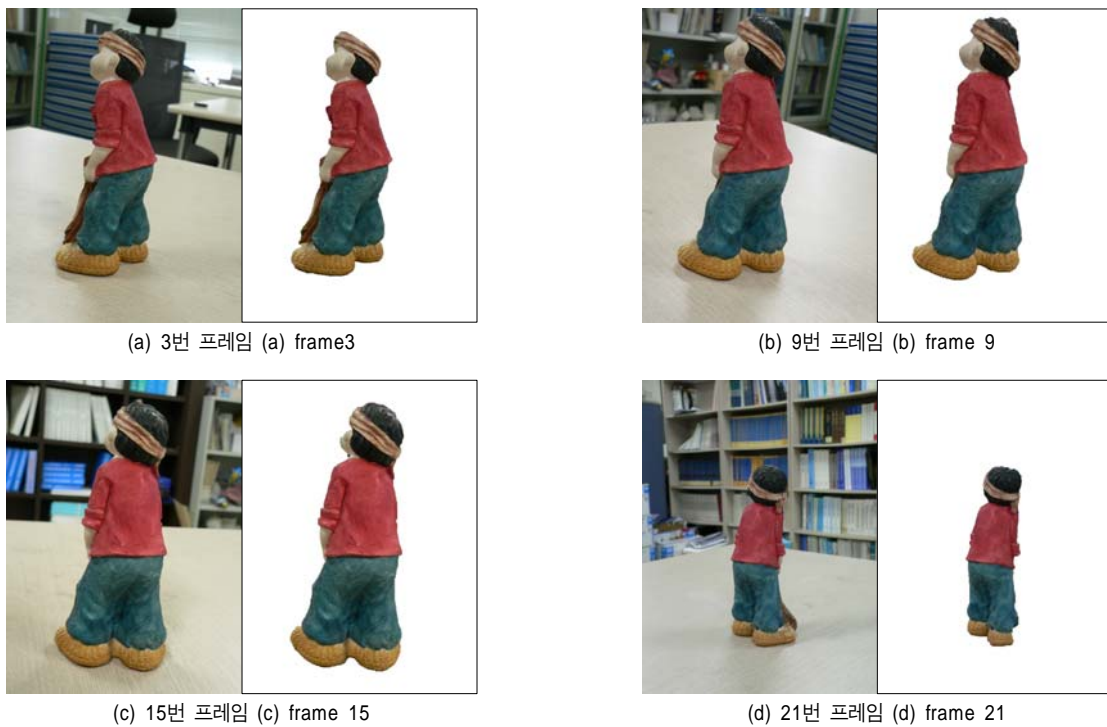 (a) 3번 프레임 (a) frame3
(b) 9번 프레임 (b) frame 9
(c) 15번 프레임 (c) frame 15
(d) 21번 프레임 (d) frame 21